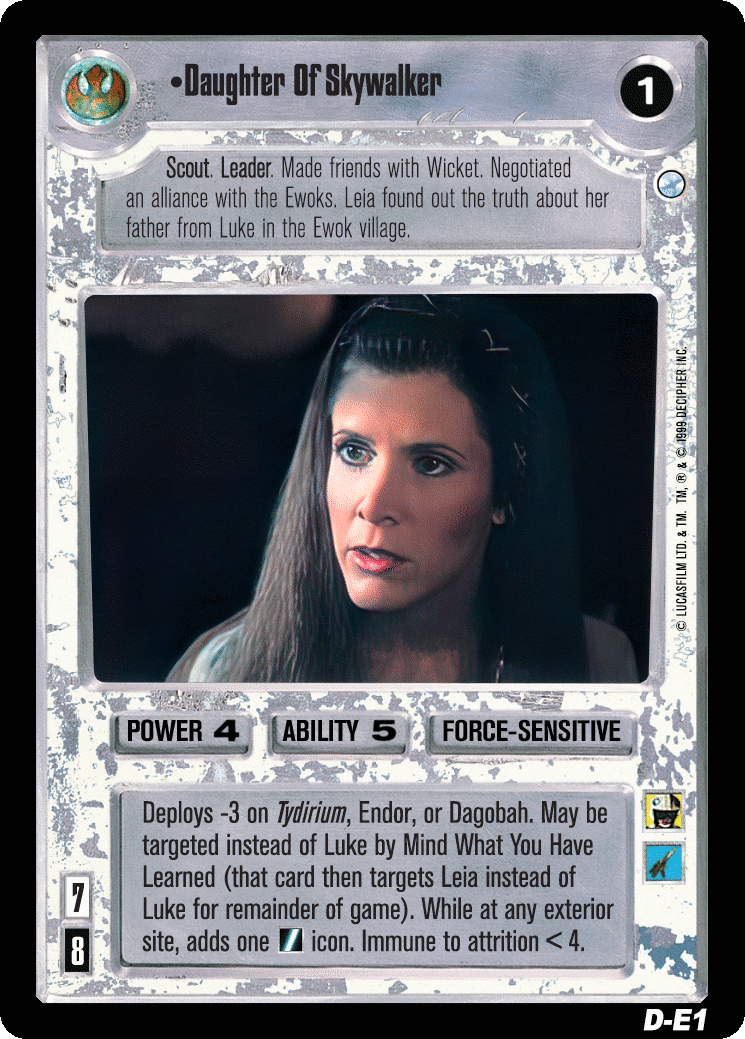 •Daughter Of Skywalker
1
Scout. Leader. Made friends with Wicket. Negotiated
an alliance with the Ewoks. Leia found out the truth about her
father from Luke in the Ewok village.
© LUCASFILM LTD. & TM. TM, ® & © 1999 DECIPHER INC.
POWER 4
ABILITY 5
FORCE-SENSITIVE
Deploys -3 on Tydirium, Endor, or Dagobah. May be
targeted instead of Luke by Mind What You Have
Learned (that card then targets Leia instead of
Luke for remainder of game). While at any exterior
site, adds one icon. Immune to attrition < 4.
7
8
D-E1